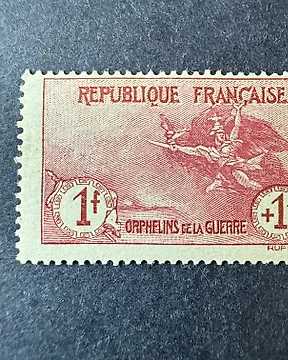 REPUBLIQUE FRANÇAISE
1f
+1
ORPHELINS DE LA GUERRE